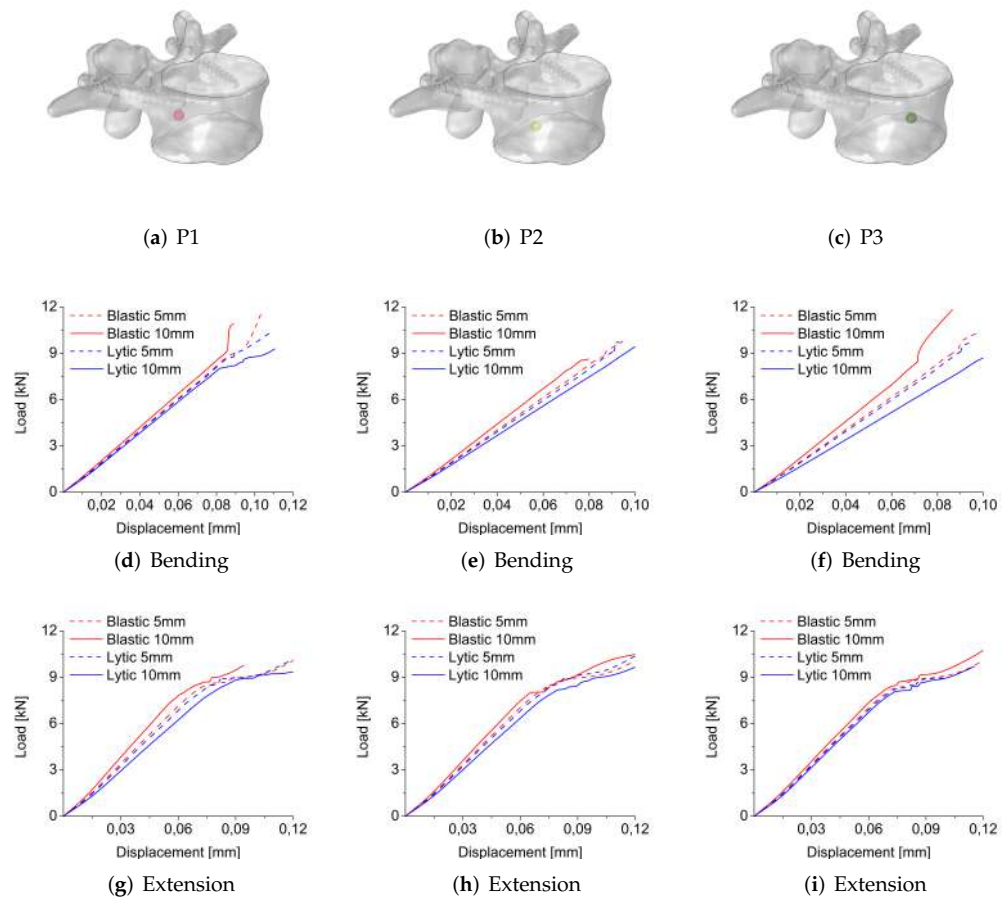 (a) P1
(b) P2
(c) P3
12
9
6
3
0
Load [kN]
Blastic 5mm
Blastic 10mm
Lytic 5mm
Lytic 10mm
0,02 0,04 0,06 0,08 0,10 0,12
Displacement [mm]
(d) Bending
12
9
6
3
0
Load [kN]
Blastic 5mm
Blastic 10mm
Lytic 5mm
Lytic 10mm
0,02 0,04 0,06 0,08 0,10
Displacement [mm]
(e) Bending
12
9
6
3
0
Load [kN]
Blastic 5mm
Blastic 10mm
Lytic 5mm
Lytic 10mm
0,02 0,04 0,06 0,08 0,10
Displacement [mm]
(f) Bending
12
9
6
3
0
Load [kN]
Blastic 5mm
Blastic 10mm
Lytic 5mm
Lytic 10mm
0,03 0,06 0,09 0,12
Displacement [mm]
(g) Extension
12
9
6
3
0
Load [kN]
Blastic 5mm
Blastic 10mm
Lytic 5mm
Lytic 10mm
0,03 0,06 0,09 0,12
Displacement [mm]
(h) Extension
12
9
6
3
0
Load [kN]
Blastic 5mm
Blastic 10mm
Lytic 5mm
Lytic 10mm
0,03 0,06 0,09 0,12
Displacement [mm]
(i) Extension